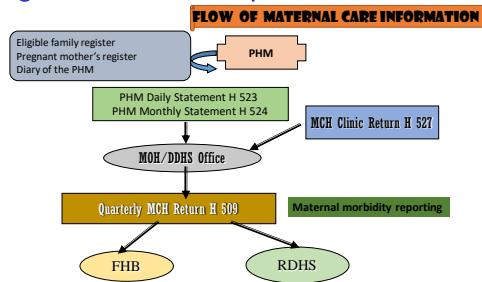 FLOW OF MATERNAL CARE INFORMATION
Eligible family register
Pregnant mother's register
Diary of the PHM
PHM
PHM Daily Statement H 523
PHM Monthly Statement H 524
MCH Clinic Return H 527
MOH/DDHS Office
Quarterly MCH Return H 509
Maternal morbidity reporting
FHB
RDHS